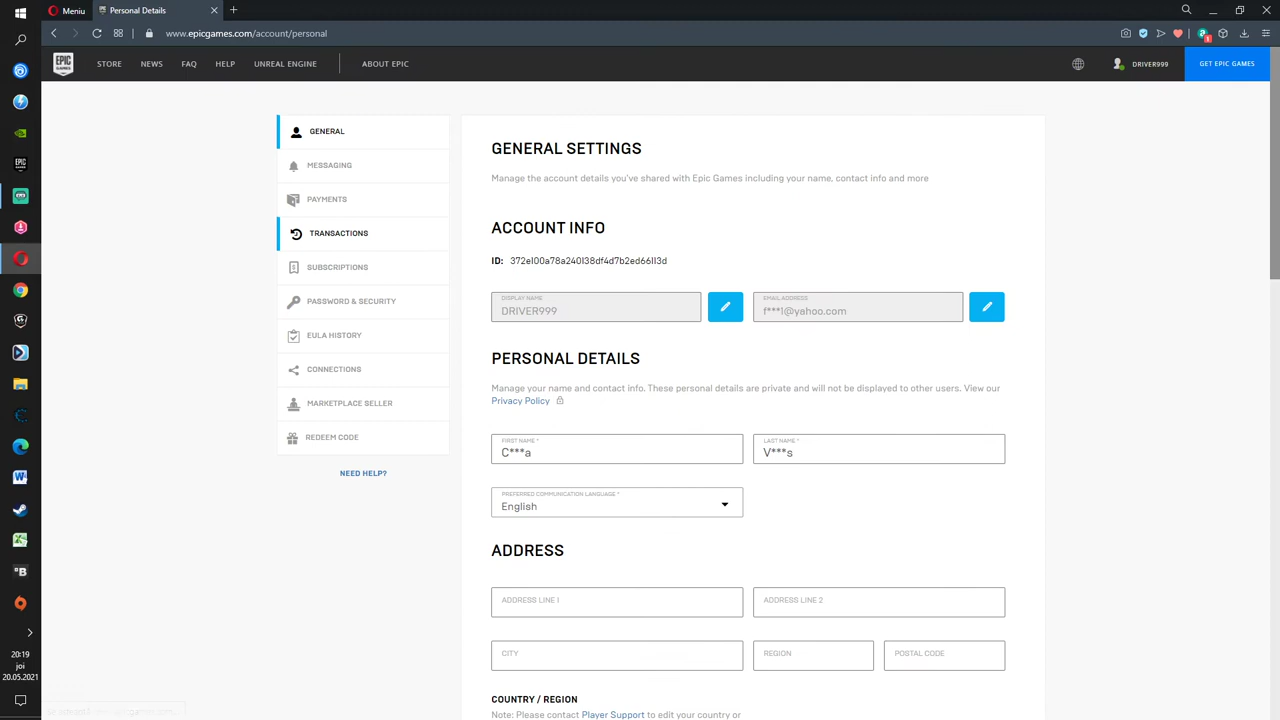 Meniu
Personal Details
www.epicgames.com/account/personal
EPIC GAMES
STORE
NEWS
FAQ
HELP
UNREAL ENGINE
ABOUT EPIC
DRIVER999
GET EPIC GAMES
GENERAL
MESSAGING
PAYMENTS
TRANSACTIONS
SUBSCRIPTIONS
PASSWORD & SECURITY
EULA HISTORY
CONNECTIONS
MARKETPLACE SELLER
REDEEM CODE
NEED HELP?
GENERAL SETTINGS
Manage the account details you've shared with Epic Games including your name, contact info and more
ACCOUNT INFO
ID: 372e100a78a240138df4d7b2ed66113d
DISPLAY NAME
DRIVER999
EMAIL ADDRESS
f***1@yahoo.com
PERSONAL DETAILS
Manage your name and contact info. These personal details are private and will not be displayed to other users. View our
Privacy Policy
FIRST NAME *
C***a
LAST NAME *
V***s
PREFERRED COMMUNICATION LANGUAGE *
English
ADDRESS
ADDRESS LINE 1
ADDRESS LINE 2
CITY
REGION
POSTAL CODE
COUNTRY / REGION
Note: Please contact Player Support to edit your country or
20:19
joi
20.05.2021